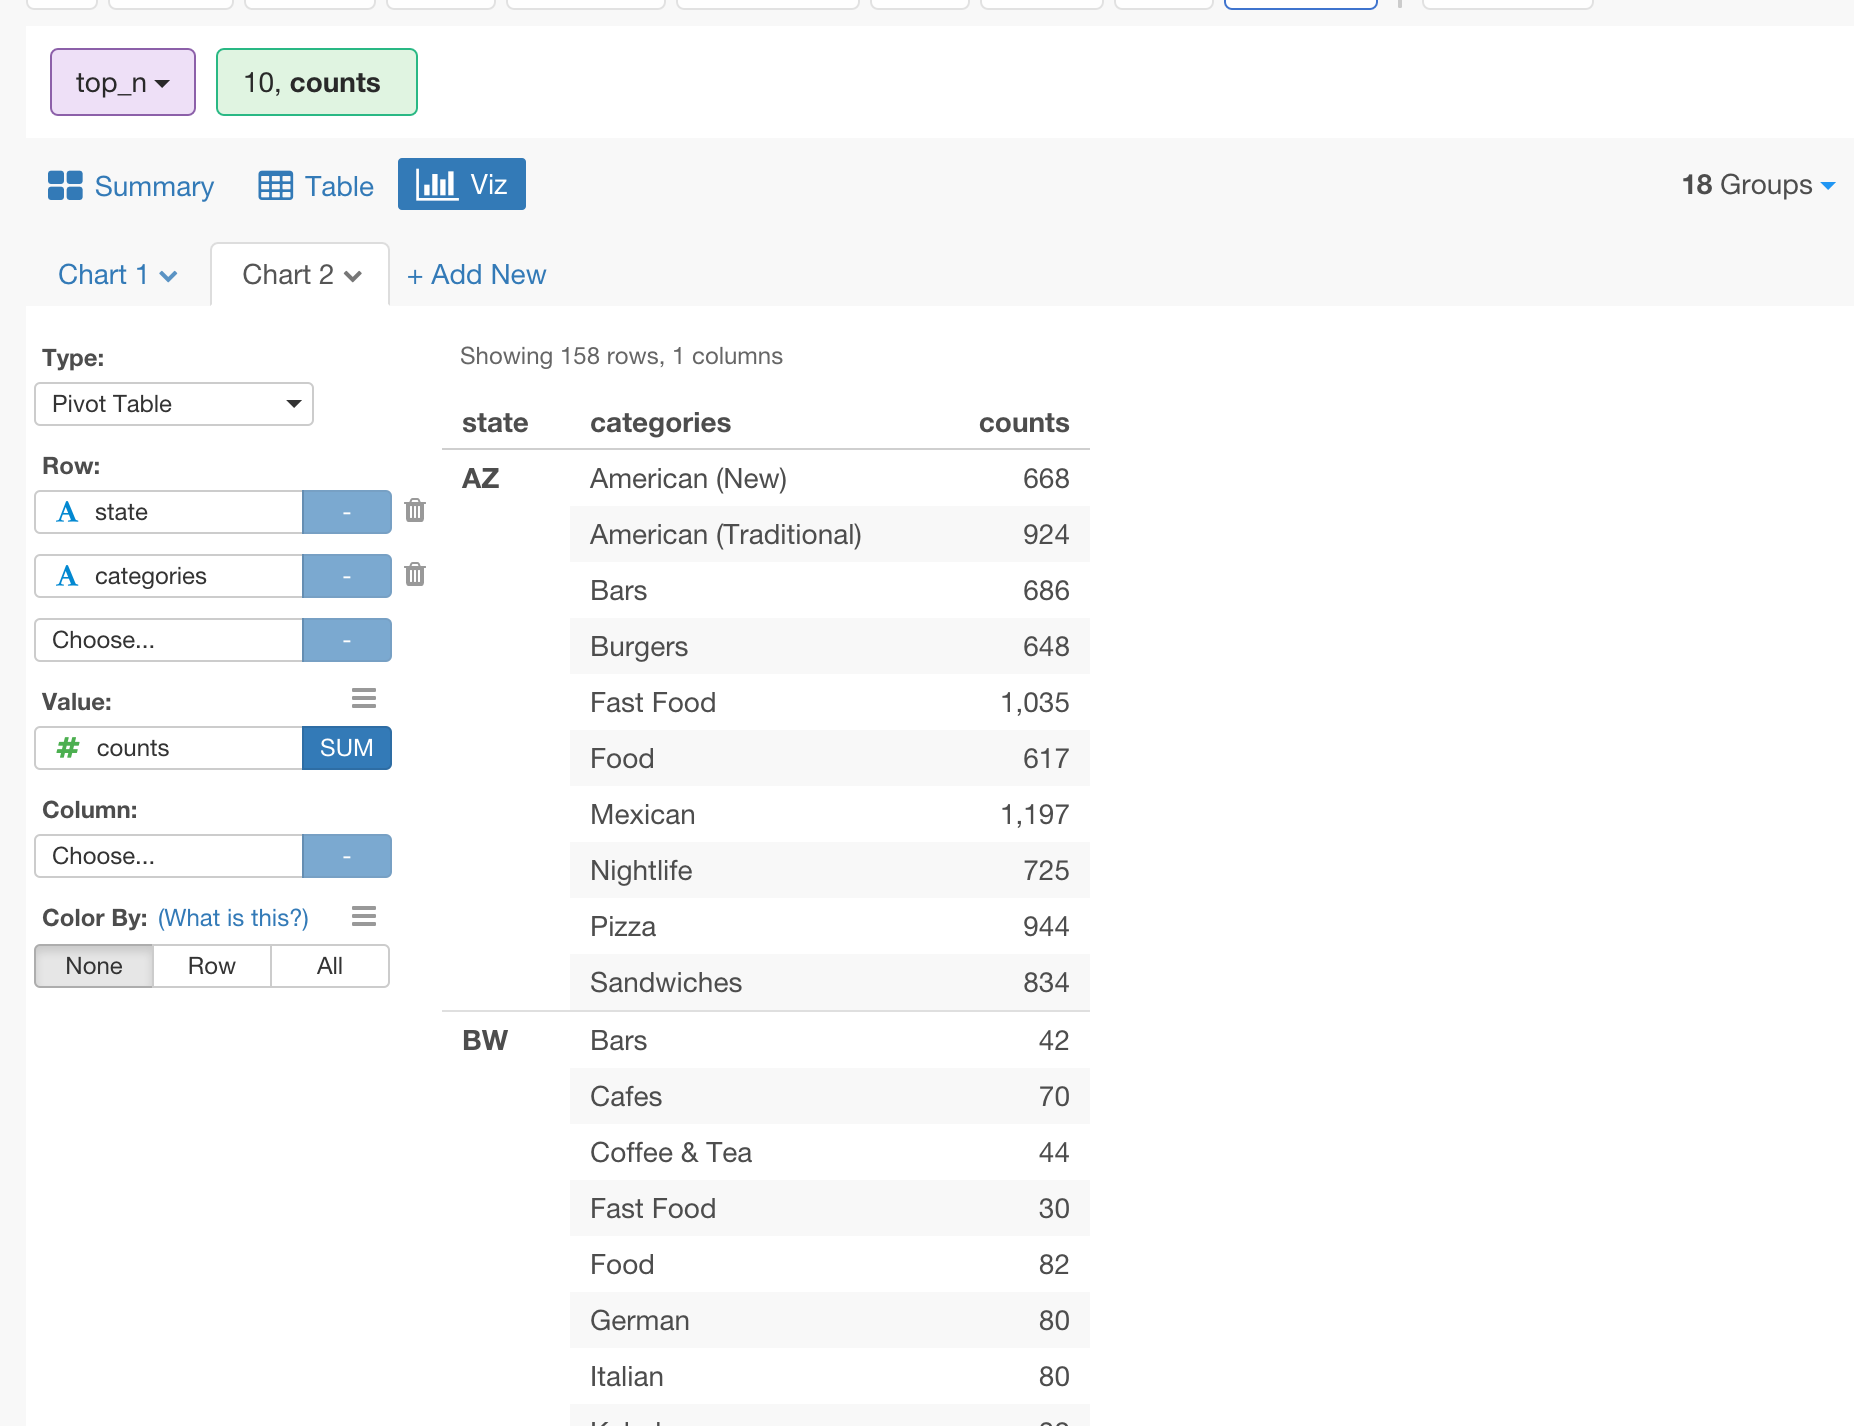 top_n
10, counts
Summary
Table
Viz
18 Groups
Chart 1
Chart 2
+ Add New
Type:
Pivot Table
Row:
A state -
A categories -
Choose... -
Value:
# counts SUM
Column:
Choose... -
Color By: (What is this?)
None Row All
Showing 158 rows, 1 columns
state categories counts
AZ American (New) 668
American (Traditional) 924
Bars 686
Burgers 648
Fast Food 1,035
Food 617
Mexican 1,197
Nightlife 725
Pizza 944
Sandwiches 834
BW Bars 42
Cafes 70
Coffee & Tea 44
Fast Food 30
Food 82
German 80
Italian 80